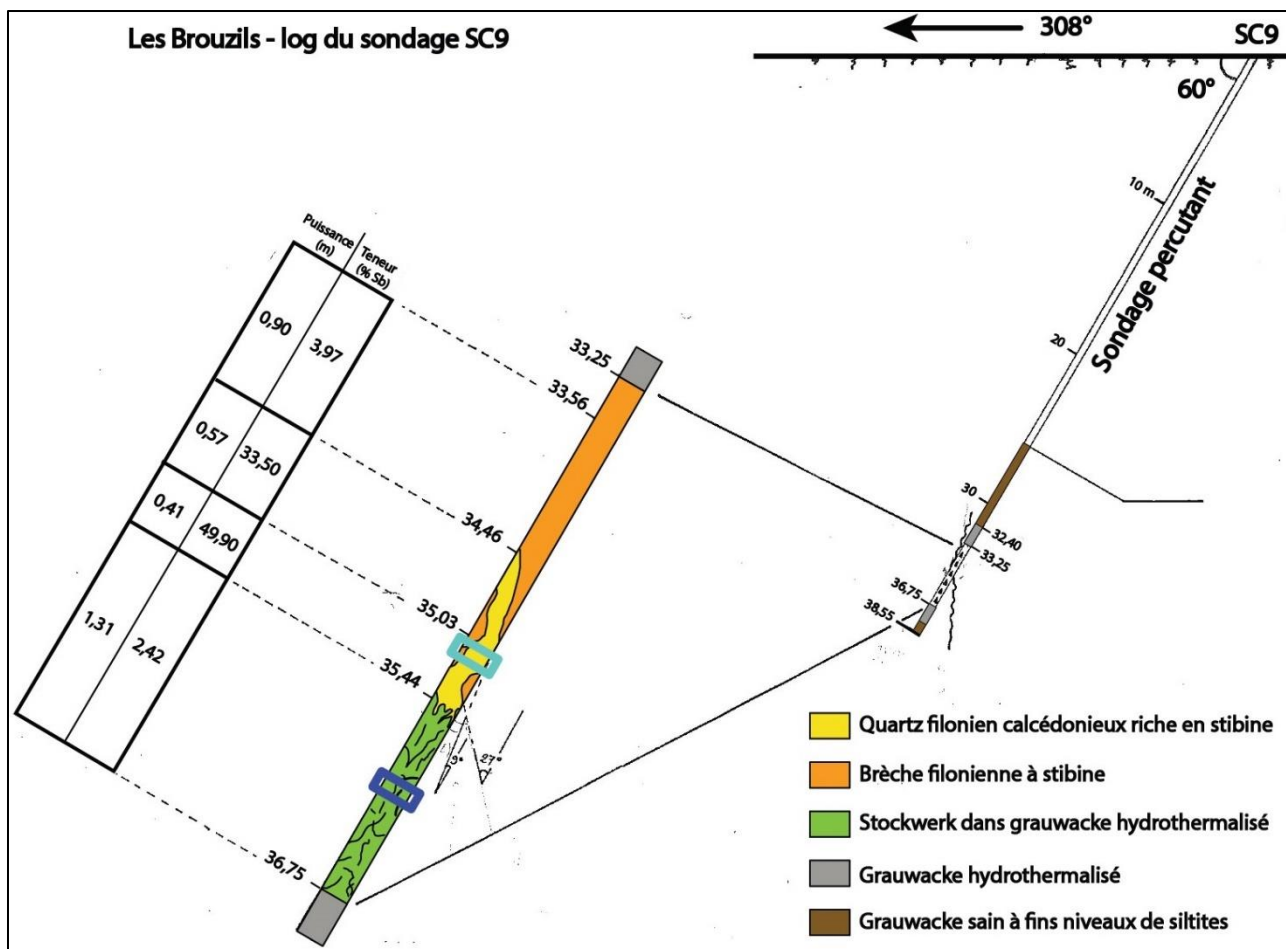 Les Brouzils - log du sondage SC9
308°
SC9
60°
10 m
20
Sondage percutant
30
32,40
33,25
36,75
38,55
Puissance
(m)
Teneur
(% Sb)
0,90
3,97
0,57
33,50
0,41
49,90
1,31
2,42
33,25
33,56
34,46
35,03
35,44
36,75
9°
27°
Quartz filonien calcédonieux riche en stibine
Brèche filonienne à stibine
Stockwerk dans grauwacke hydrothermalisé
Grauwacke hydrothermalisé
Grauwacke sain à fins niveaux de siltites